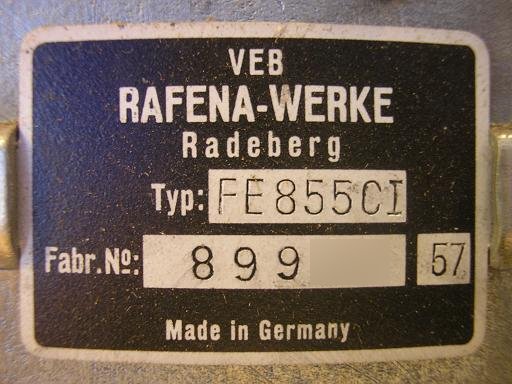 VEB
RAFENA-WERKE
Radeberg
Typ: FE855CI
Fabr.No: 899 57
Made in Germany